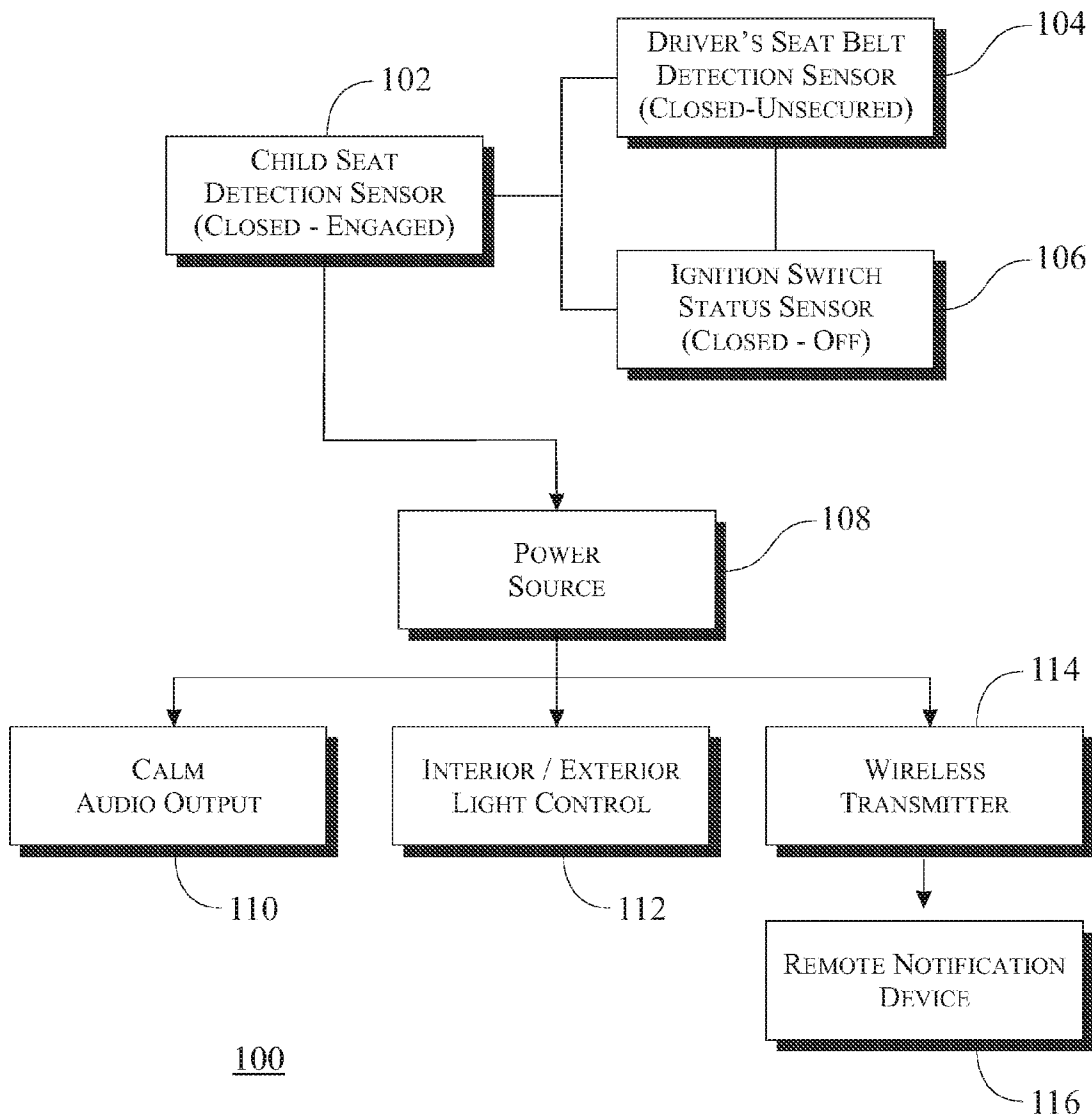 104
DRIVER'S SEAT BELT
DETECTION SENSOR
(CLOSED-UNSECURED)
102
CHILD SEAT
DETECTION SENSOR
(CLOSED - ENGAGED)
106
IGNITION SWITCH
STATUS SENSOR
(CLOSED - OFF)
108
POWER
SOURCE
114
CALM
AUDIO OUTPUT
INTERIOR / EXTERIOR
LIGHT CONTROL
WIRELESS
TRANSMITTER
110
112
REMOTE NOTIFICATION
DEVICE
100
116